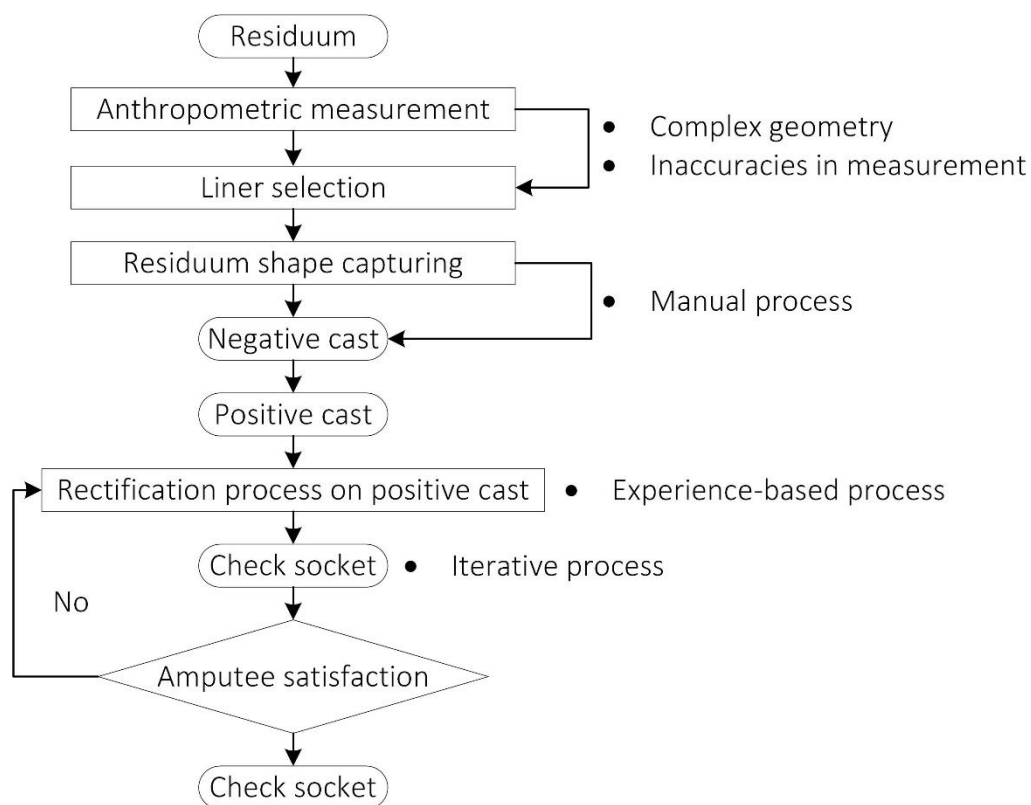 Residuum
Anthropometric measurement
• Complex geometry
• Inaccuracies in measurement
Liner selection
Residuum shape capturing
• Manual process
Negative cast
Positive cast
Rectification process on positive cast
• Experience-based process
Check socket
• Iterative process
No
Amputee satisfaction
Check socket